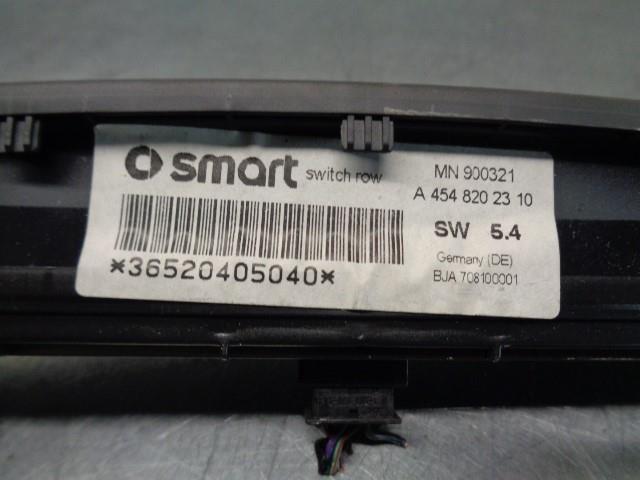 smart switch row
MN 900321
A 454 820 23 10
SW 5.4
Germany (DE)
BJA 708100001
*36520405040*